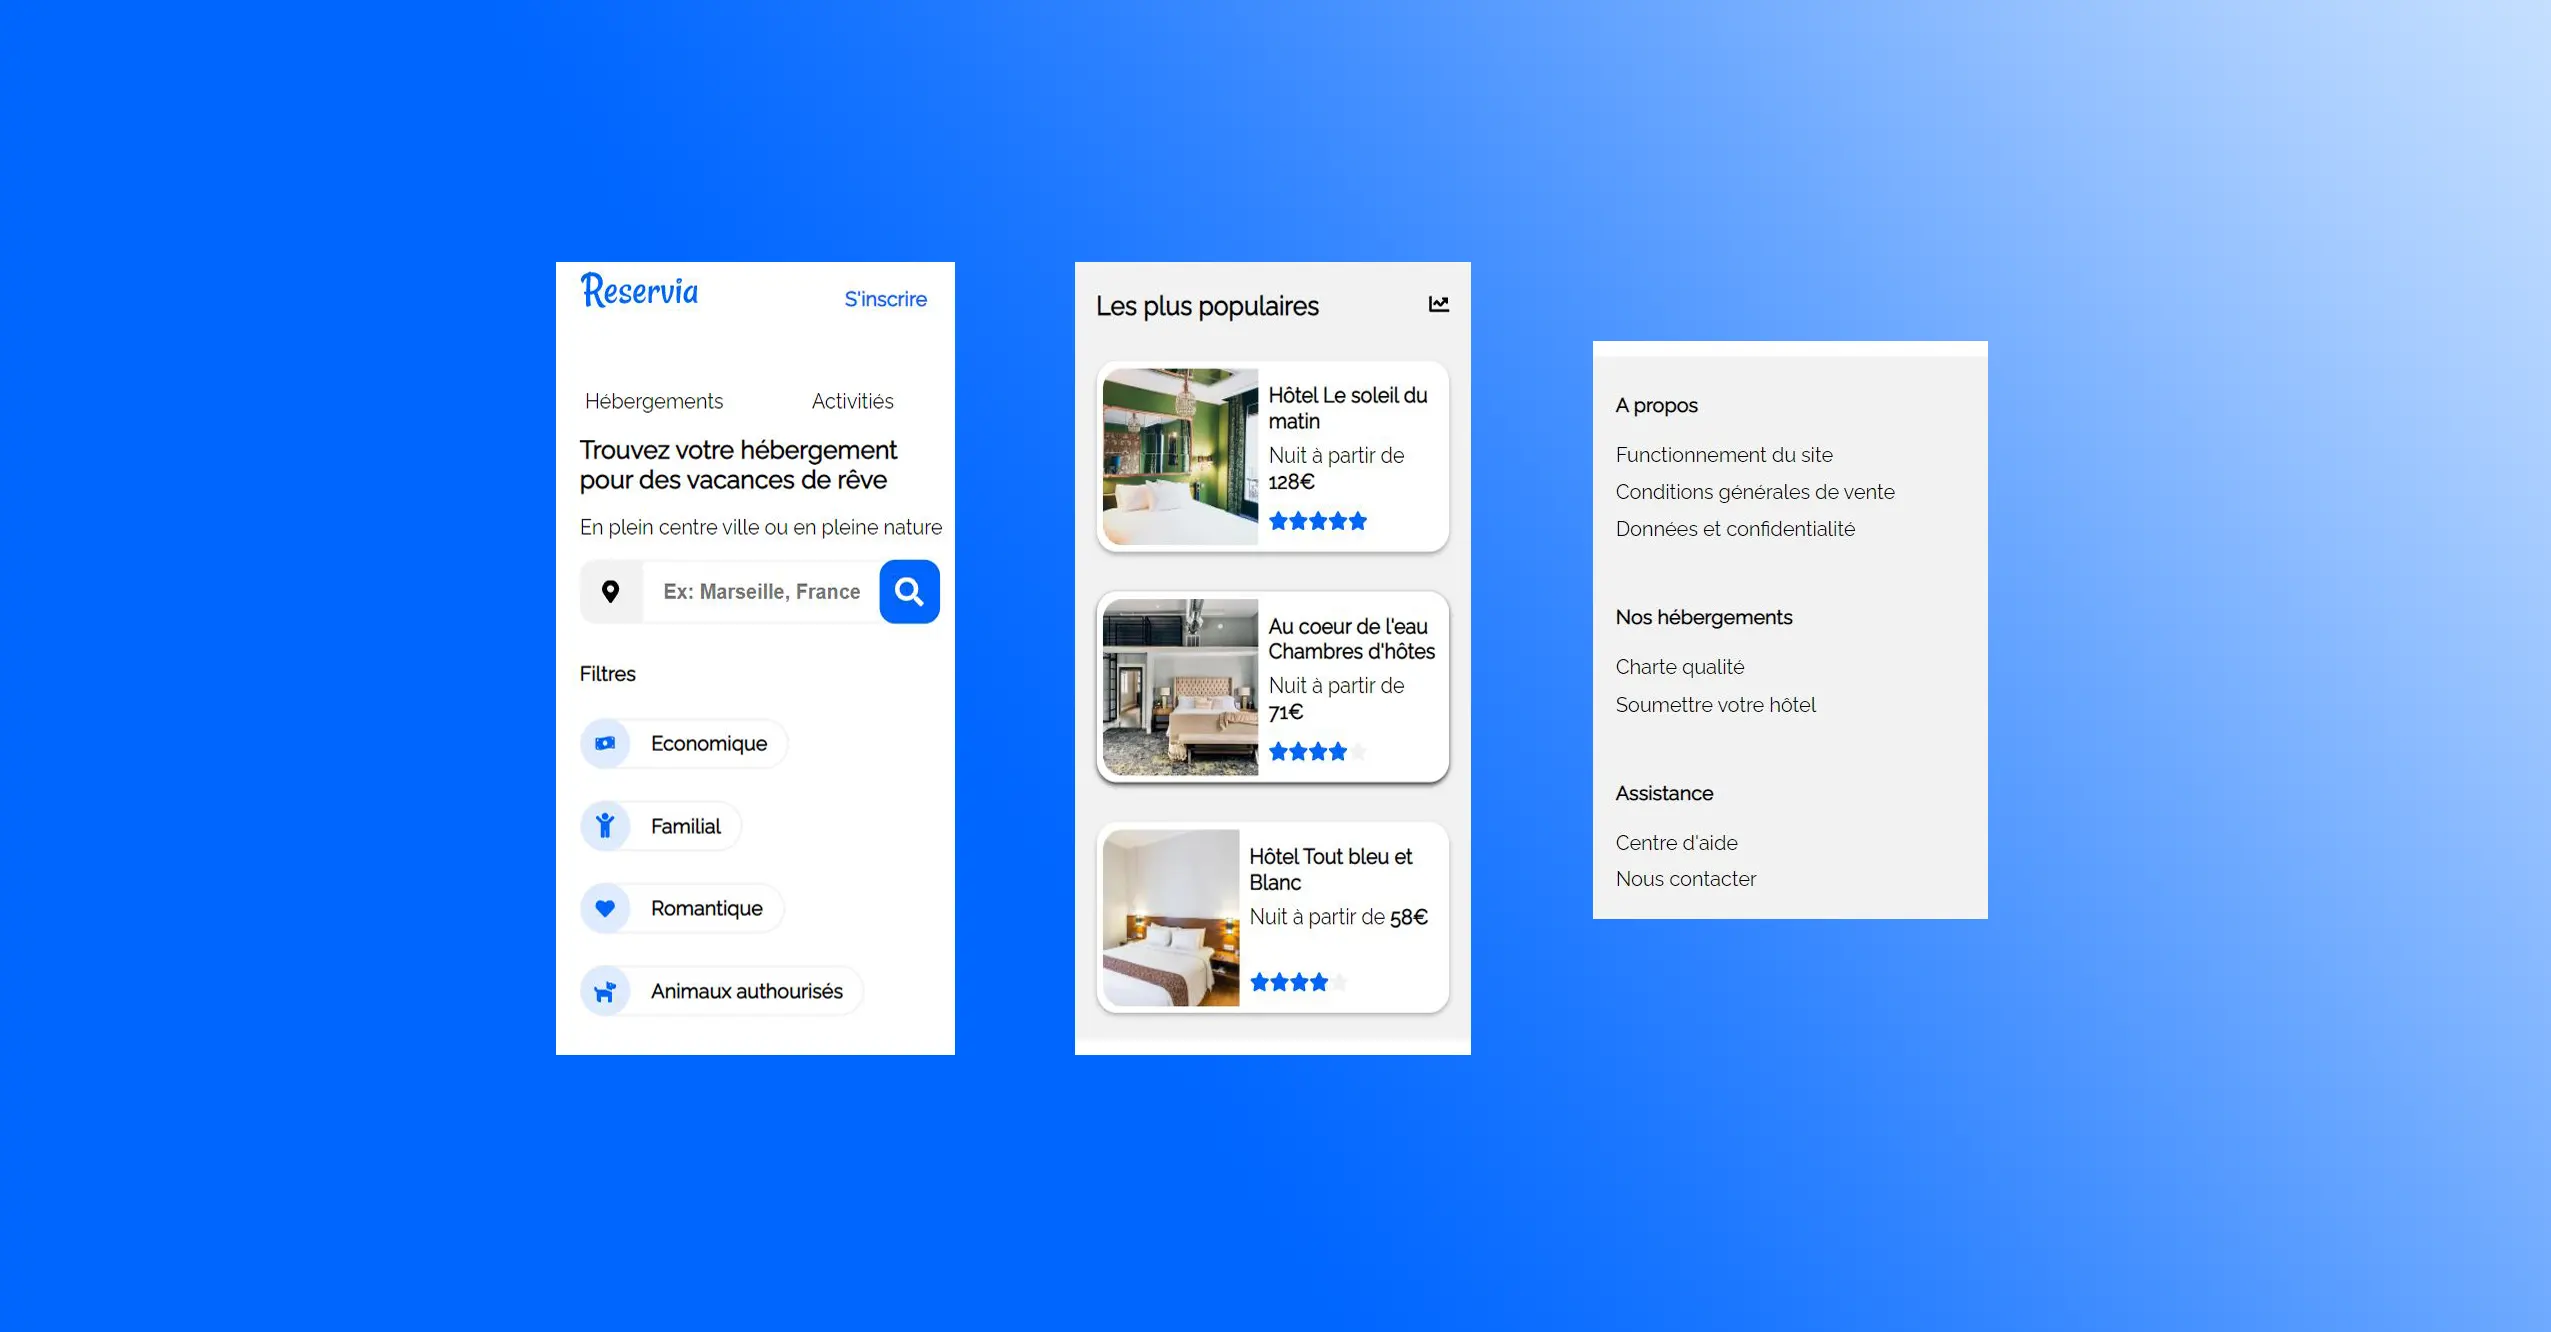 Reservia
S'inscrire
Hébergements
Activitiés
Trouvez votre hébergement
pour des vacances de rêve
En plein centre ville ou en pleine nature
Ex: Marseille, France
Filtres
Economique
Familial
Romantique
Animaux authourisés
Les plus populaires
Hôtel Le soleil du
matin
Nuit à partir de
128€
Au coeur de l'eau
Chambres d'hôtes
Nuit à partir de
71€
Hôtel Tout bleu et
Blanc
Nuit à partir de 58€
A propos
Functionnement du site
Conditions générales de vente
Données et confidentialité
Nos hébergements
Charte qualité
Soumettre votre hôtel
Assistance
Centre d'aide
Nous contacter